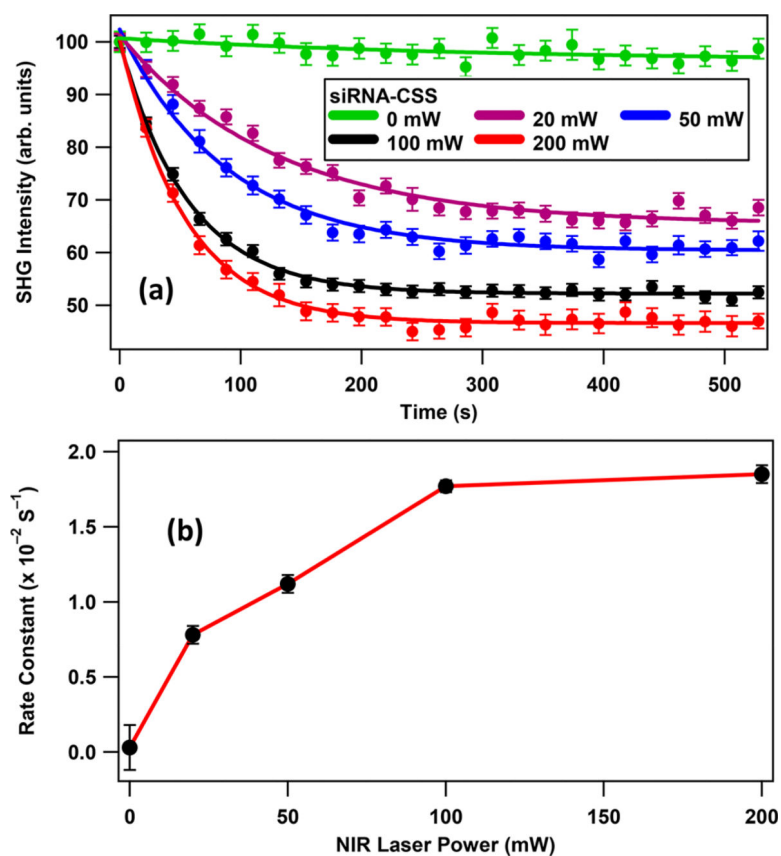 100
90
80
70
60
50
SHG Intensity (arb. units)
siRNA-CSS
0 mW 20 mW 50 mW
100 mW 200 mW
(a)
0 100 200 300 400 500
Time (s)
2.0
1.5
1.0
0.5
0.0
Rate Constant (x 10⁻² S⁻¹)
(b)
0 50 100 150 200
NIR Laser Power (mW)